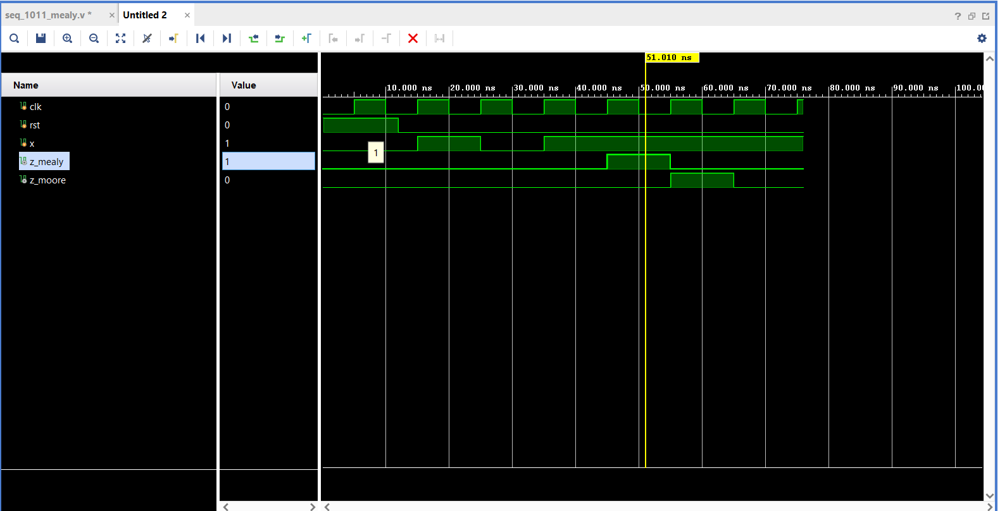 seq_1011_mealy.v * × Untitled 2 ×
?
51.010 ns
Name Value
10.000 ns 20.000 ns 30.000 ns 40.000 ns 50.000 ns 60.000 ns 70.000 ns 80.000 ns 90.000 ns 100.0
clk 0
rst 0
x 1
1
z_mealy 1
z_moore 0